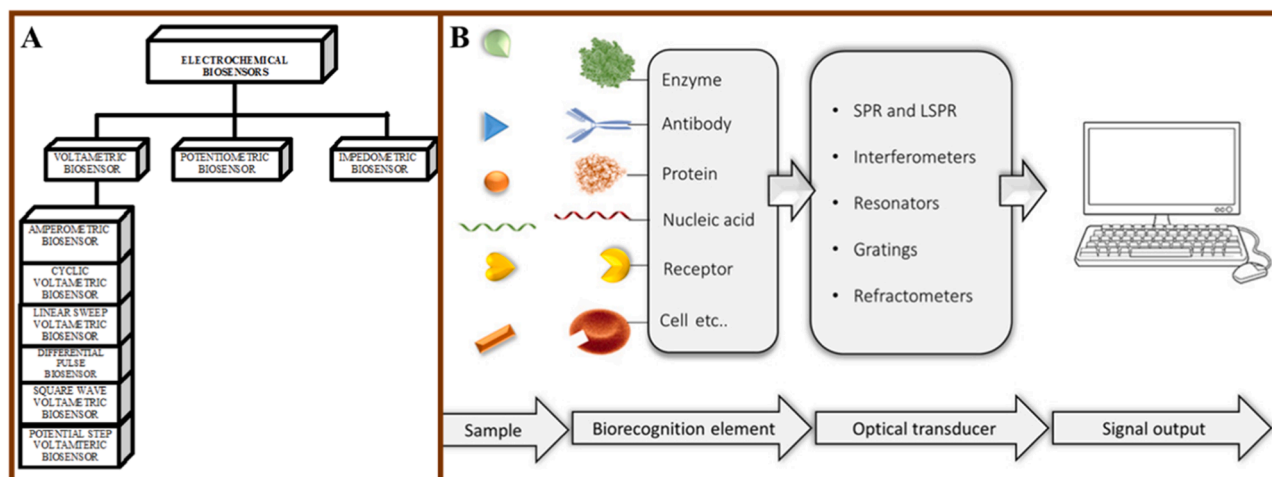 A
ELECTROCHEMICAL
BIOSENSORS
VOLTAMETRIC
BIOSENSOR
POTENTIOMETRIC
BIOSENSOR
IMPEDOMETRIC
BIOSENSOR
AMPEROMETRIC
BIOSENSOR
CYCLIC
VOLTAMETRIC
BIOSENSOR
LINEAR SWEEP
VOLTAMETRIC
BIOSENSOR
DIFFERENTIAL
PULSE
BIOSENSOR
SQUARE WAVE
VOLTAMETRIC
BIOSENSOR
POTENTIAL STEP
VOLTAMTERIC
BIOSENSOR
B
Enzyme
Antibody
Protein
Nucleic acid
Receptor
Cell etc..
• SPR and LSPR
• Interferometers
• Resonators
• Gratings
• Refractometers
Sample
Biorecognition element
Optical transducer
Signal output